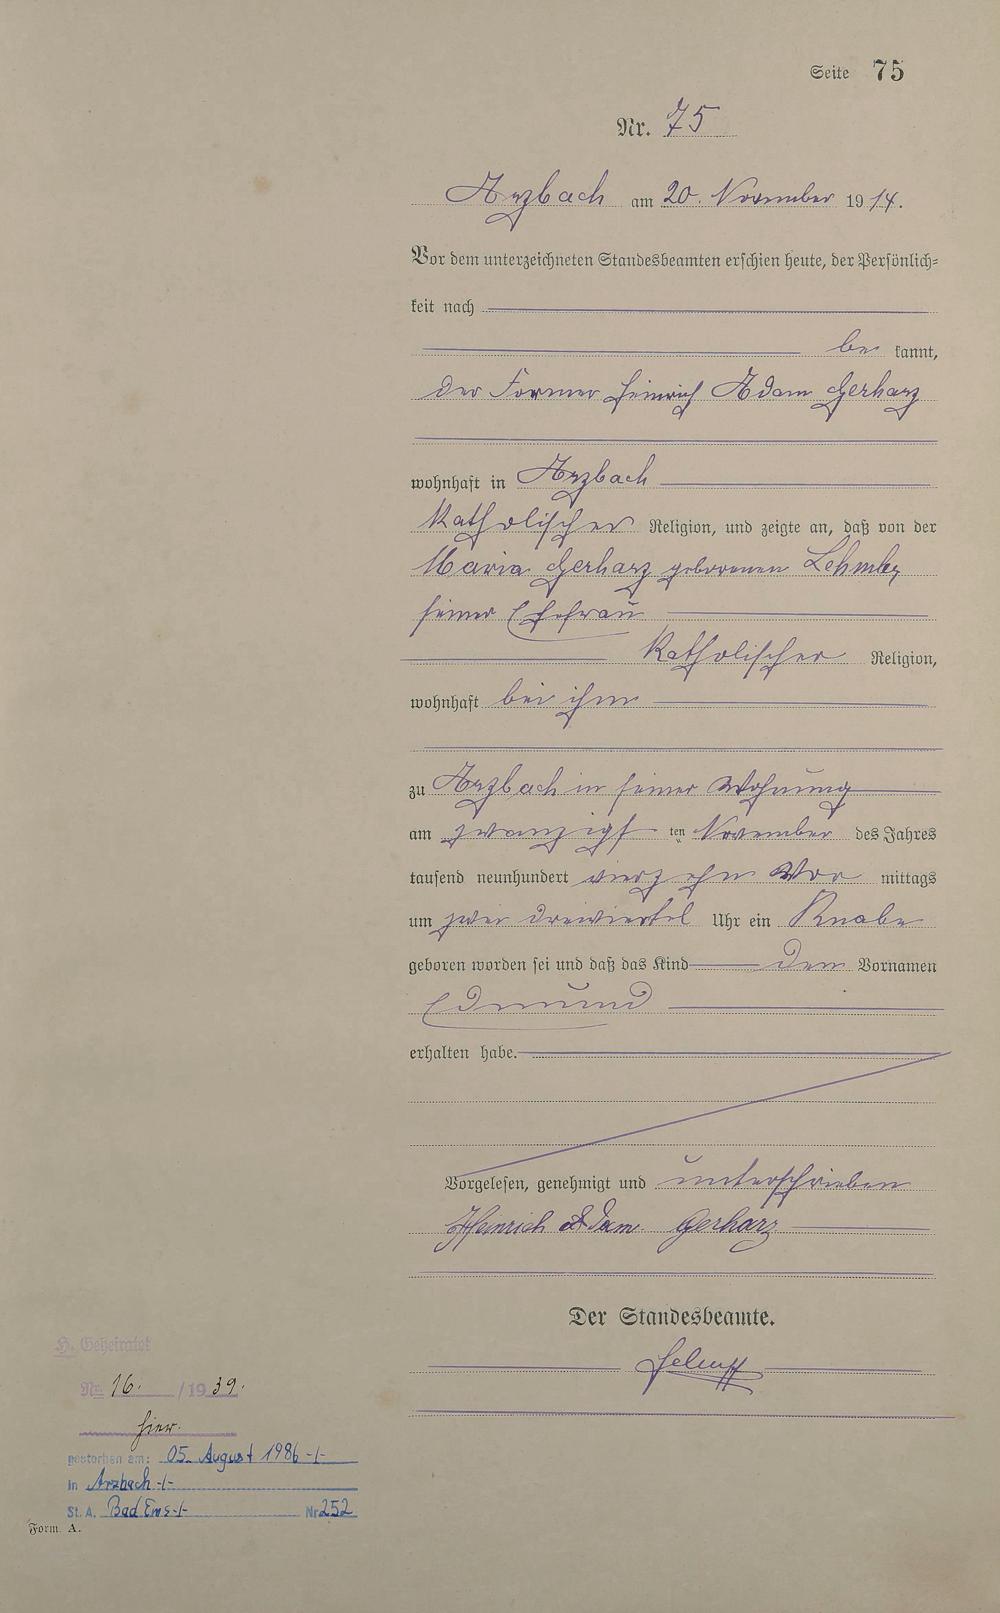 Seite 75
Nr. 75
Arzbach am 20. November 1914.
Vor dem unterzeichneten Standesbeamten erschien heute, der Persönlich-
keit nach
be kannt,
der Former Heinrich Adam Gerharz
wohnhaft in Arzbach
katholischer Religion, und zeigte an, daß von der
Maria Gerharz geborenen
seiner Ehefrau
katholischer Religion,
wohnhaft bei ihm
zu Arzbach in seiner Wohnung
am zwanzigsten November des Jahres
tausend neunhundert vierzehn Vor mittags
um zwei dreiviertel Uhr ein Knabe
geboren worden sei und daß das Kind den Vornamen
Edmund
erhalten habe.
Vorgelesen, genehmigt und unterschrieben
Heinrich Adam Gerharz
Der Standesbeamte.
H. Geheiratet
Nr. 16. /1939.
hier.
gestorben am: 05. August 1986 -/-
in Arzbach -/-
St. A. Bad Ems -/- Nr 252
Form. A.